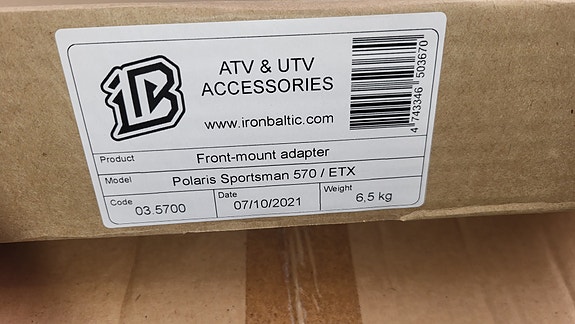 IB
ATV & UTV
ACCESSORIES
www.ironbaltic.com
4 743346 503670
Product Front-mount adapter
Model Polaris Sportsman 570 / ETX
Code 03.5700 Date 07/10/2021 Weight 6,5 kg